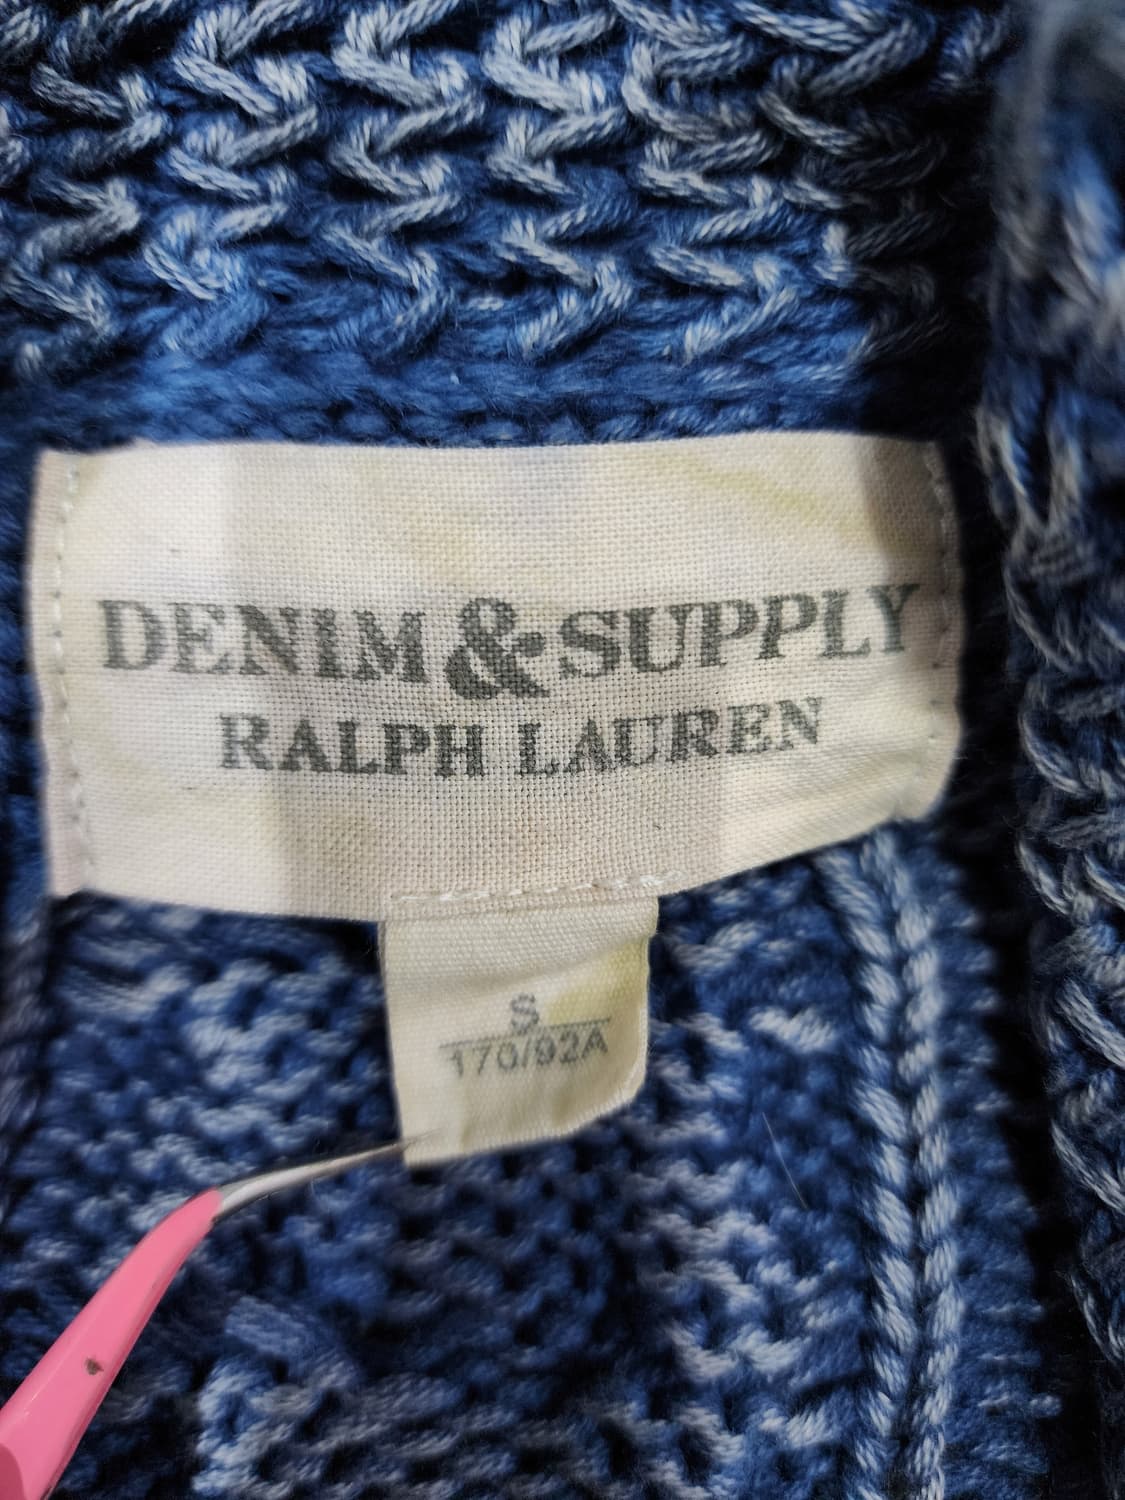 DENIM & SUPPLY
RALPH LAUREN
S
170/92A